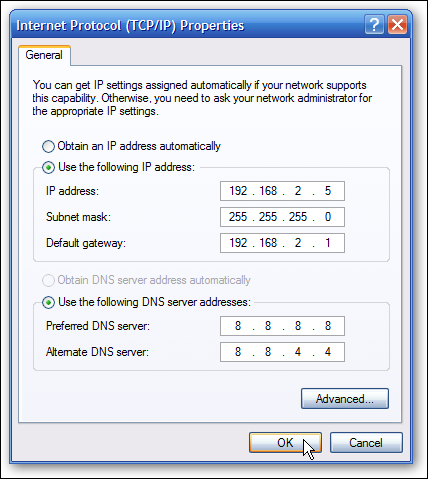 Internet Protocol (TCP/IP) Properties
General
You can get IP settings assigned automatically if your network supports
this capability. Otherwise, you need to ask your network administrator for
the appropriate IP settings.
Obtain an IP address automatically
Use the following IP address:
IP address: 192 . 168 . 2 . 5
Subnet mask: 255 . 255 . 255 . 0
Default gateway: 192 . 168 . 2 . 1
Obtain DNS server address automatically
Use the following DNS server addresses:
Preferred DNS server: 8 . 8 . 8 . 8
Alternate DNS server: 8 . 8 . 4 . 4
Advanced...
OK Cancel